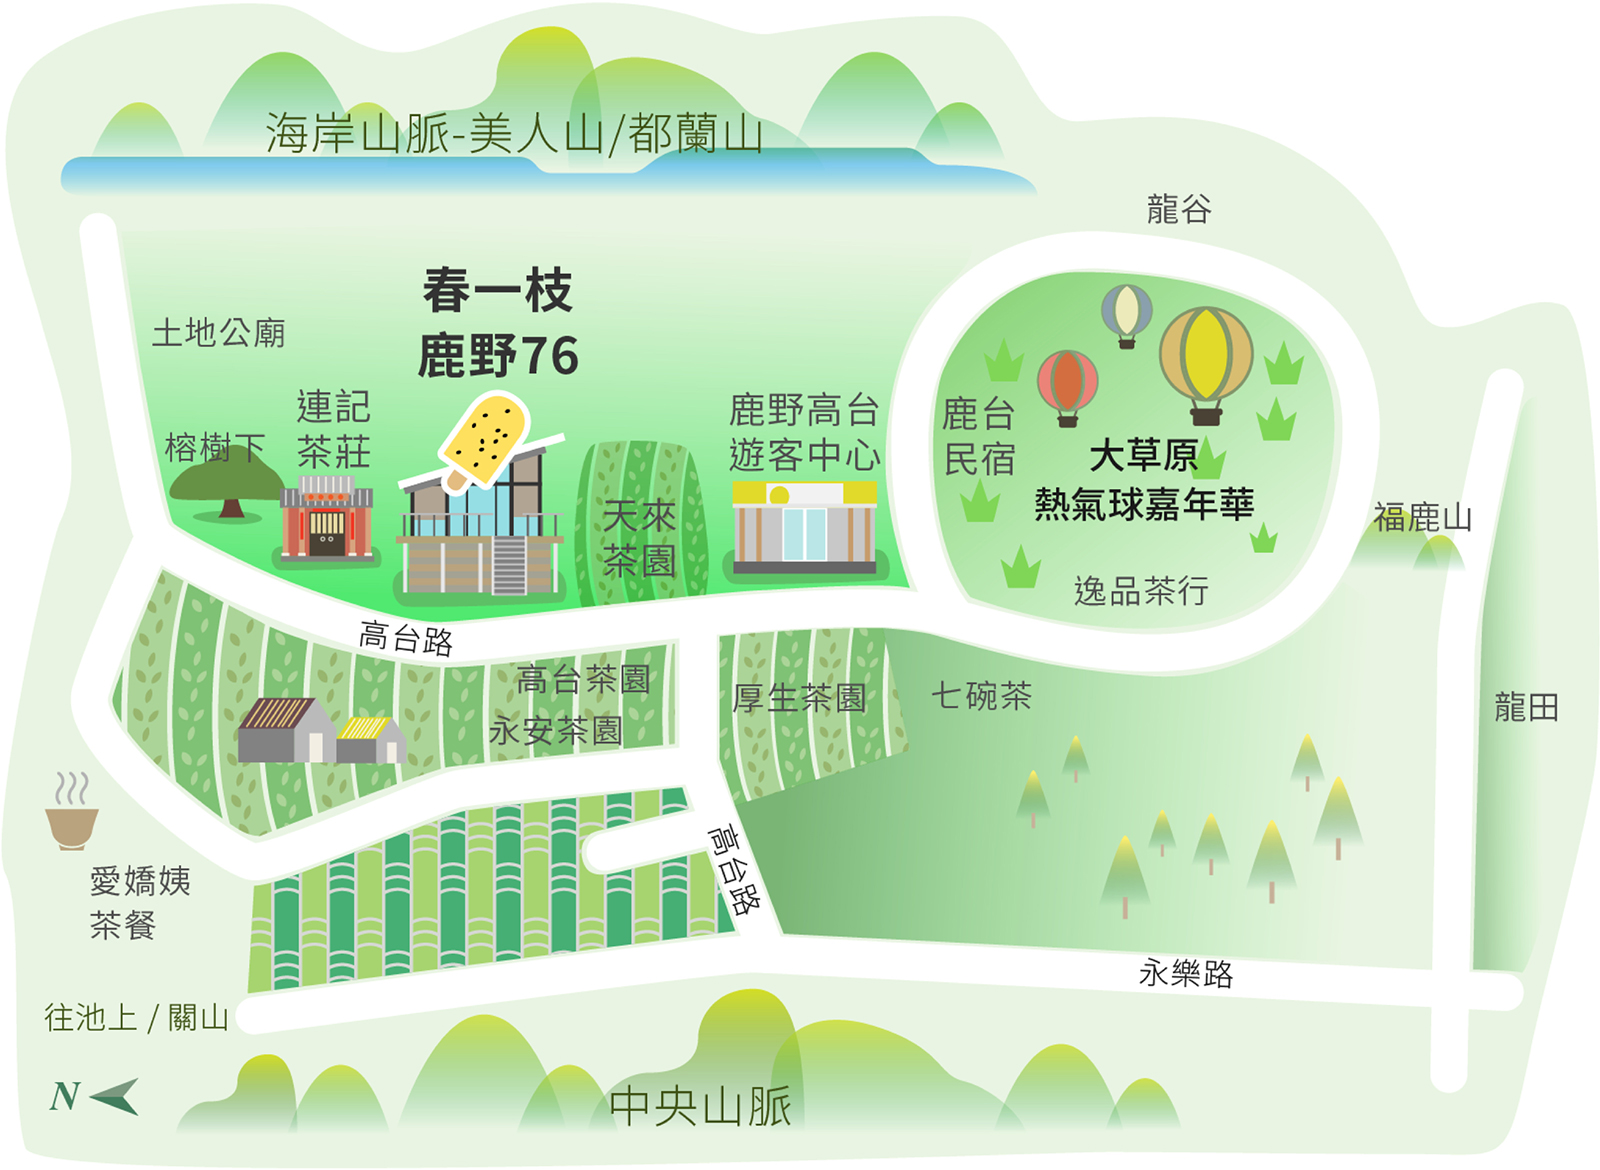 海岸山脈-美人山/都蘭山
龍谷
春一枝
鹿野76
土地公廟
連記
茶莊
榕樹下
鹿野高台
遊客中心
鹿台
民宿
大草原
熱氣球嘉年華
天來
茶園
福鹿山
逸品茶行
高台路
高台茶園
永安茶園
厚生茶園
七碗茶
龍田
高台路
愛嬌姨
茶餐
永樂路
往池上 / 關山
N
中央山脈